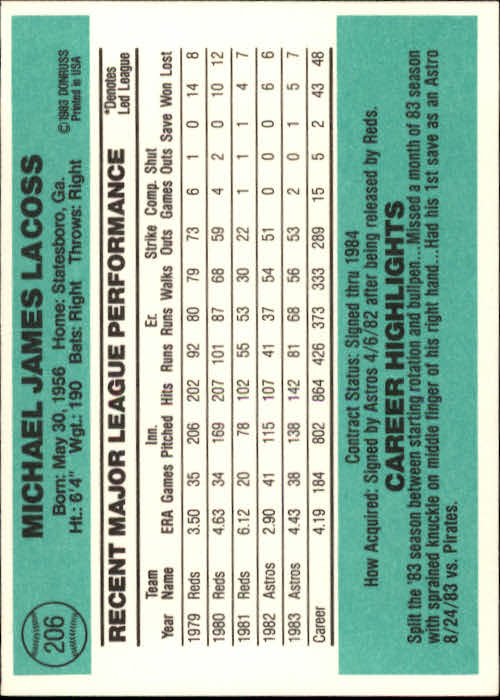 206
MICHAEL JAMES LACOSS
Born: May 30, 1956 Home: Statesboro, Ga.
Ht.: 6'4" Wgt.: 190 Bats: Right Throws: Right
©1983 DONRUSS
Printed in USA
RECENT MAJOR LEAGUE PERFORMANCE
*Denotes
Led League
Team Inn. Er. Strike Comp. Shut
Year Name ERA Games Pitched Hits Runs Runs Walks Outs Games Outs Save Won Lost
1979 Reds 3.50 35 206 202 92 80 79 73 6 1 0 14 8
1980 Reds 4.63 34 169 207 101 87 68 59 4 2 0 10 12
1981 Reds 6.12 20 78 102 55 53 30 22 1 1 1 4 7
1982 Astros 2.90 41 115 107 41 37 54 51 0 0 0 6 6
1983 Astros 4.43 38 138 142 81 68 56 53 2 0 1 5 7
Career 4.19 184 802 864 426 373 333 289 15 5 2 43 48
Contract Status: Signed thru 1984
How Acquired: Signed by Astros 4/6/82 after being released by Reds.
CAREER HIGHLIGHTS
Split the '83 season between starting rotation and bullpen...Missed a month of 83 season
with sprained knuckle on middle finger of his right hand...Had his 1st save as an Astro
8/24/83 vs. Pirates.